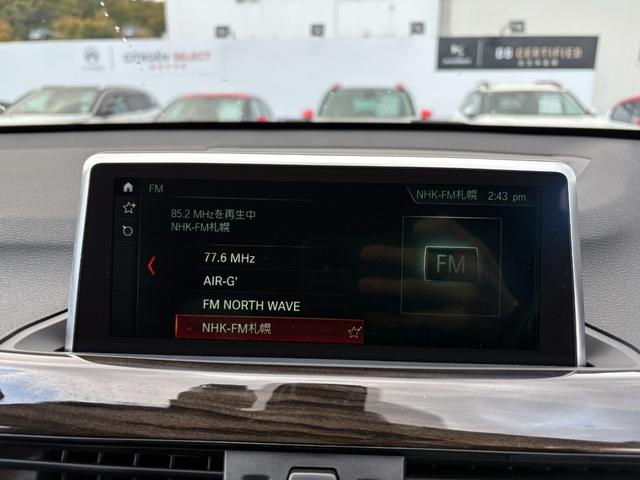 CITROËN SELECT
DS CERTIFIED
FM
NHK-FM札幌 2:43 pm
85.2 MHzを再生中
NHK-FM札幌
77.6 MHz
AIR-G'
FM NORTH WAVE
NHK-FM札幌
FM